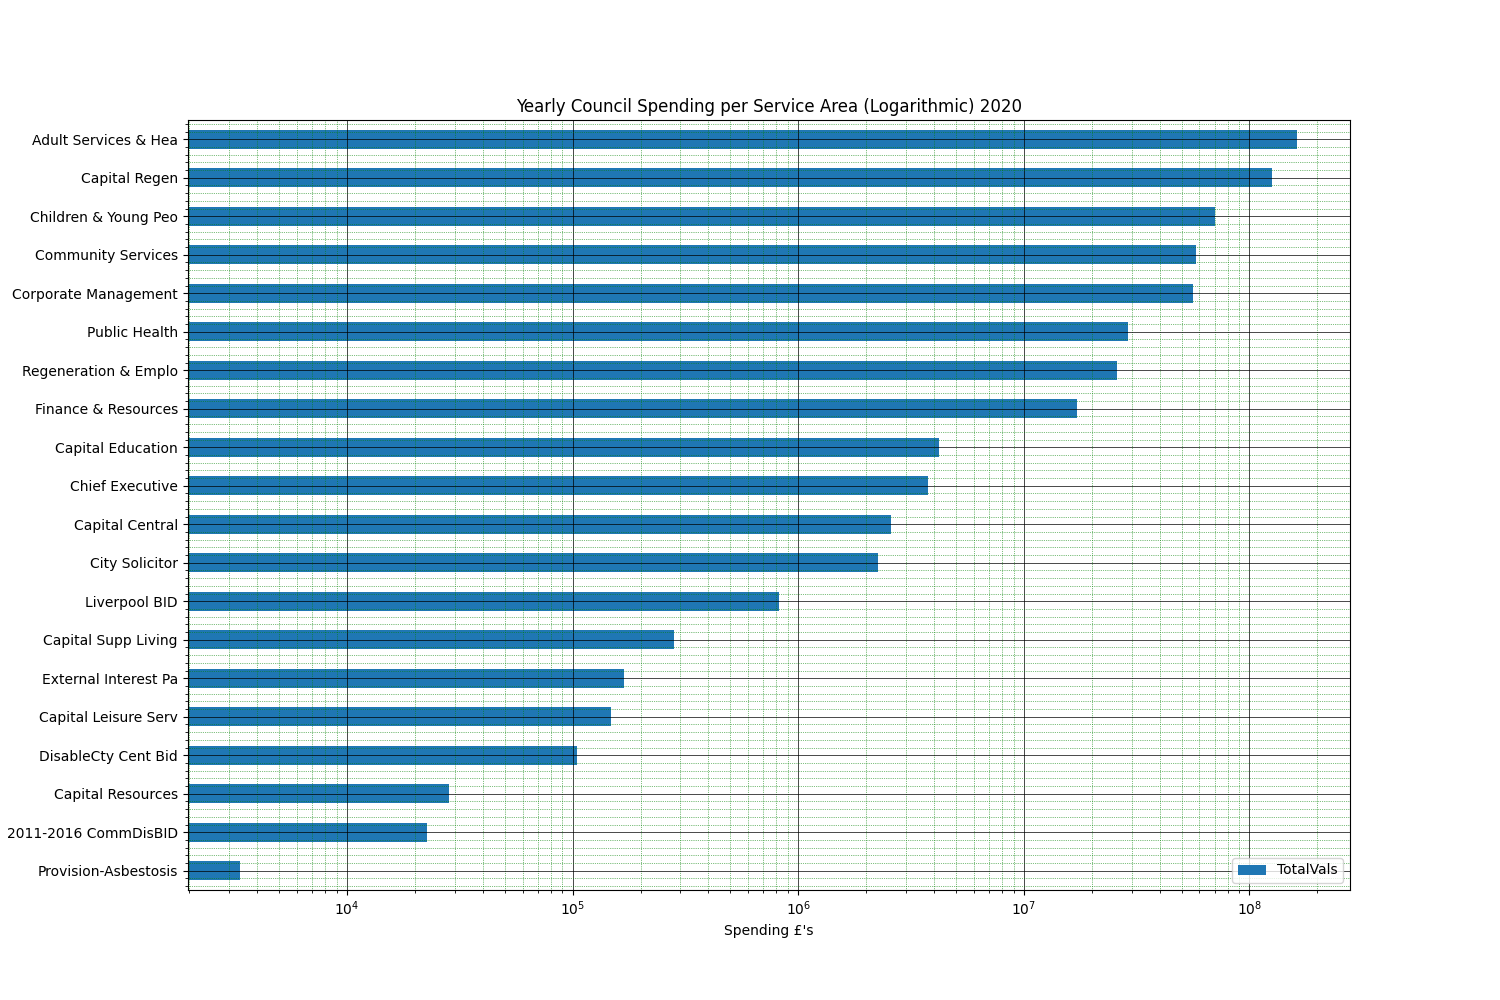 Yearly Council Spending per Service Area (Logarithmic) 2020
Adult Services & Hea
Capital Regen
Children & Young Peo
Community Services
Corporate Management
Public Health
Regeneration & Emplo
Finance & Resources
Capital Education
Chief Executive
Capital Central
City Solicitor
Liverpool BID
Capital Supp Living
External Interest Pa
Capital Leisure Serv
DisableCty Cent Bid
Capital Resources
2011-2016 CommDisBID
Provision-Asbestosis
TotalVals
10⁴ 10⁵ 10⁶ 10⁷ 10⁸
Spending £'s